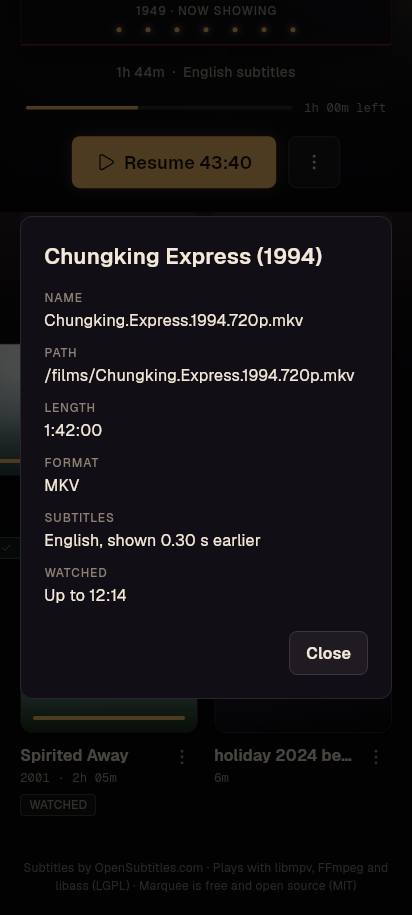 1949 · NOW SHOWING
1h 44m · English subtitles
1h 00m left
Resume 43:40
Chungking Express (1994)
NAME
Chungking.Express.1994.720p.mkv
PATH
/films/Chungking.Express.1994.720p.mkv
LENGTH
1:42:00
FORMAT
MKV
SUBTITLES
English, shown 0.30 s earlier
WATCHED
Up to 12:14
Close
Spirited Away
2001 · 2h 05m
WATCHED
holiday 2024 be…
6m
Subtitles by OpenSubtitles.com · Plays with libmpv, FFmpeg and
libass (LGPL) · Marquee is free and open source (MIT)